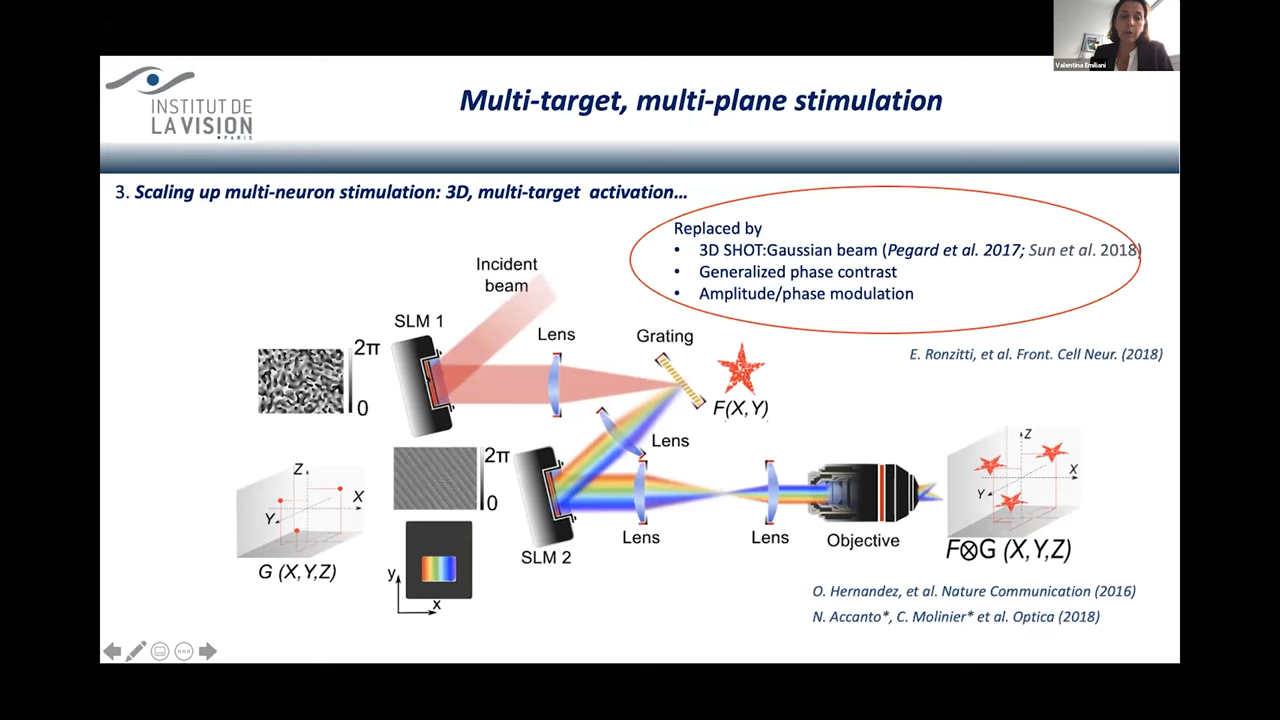 Valentina Emiliani
INSTITUT DE
LA VISION
PARIS
Multi-target, multi-plane stimulation
3. Scaling up multi-neuron stimulation: 3D, multi-target activation...
Replaced by
• 3D SHOT:Gaussian beam (Pegard et al. 2017; Sun et al. 2018)
• Generalized phase contrast
• Amplitude/phase modulation
Incident
beam
SLM 1
Lens
Grating
2π
0
F(X,Y)
E. Ronzitti, et al. Front. Cell Neur. (2018)
Lens
2π
0
Z
X
Y
G (X,Y,Z)
y
x
SLM 2
Lens
Lens
Objective
Z
X
Y
F⊗G (X,Y,Z)
O. Hernandez, et al. Nature Communication (2016)
N. Accanto*, C. Molinier* et al. Optica (2018)